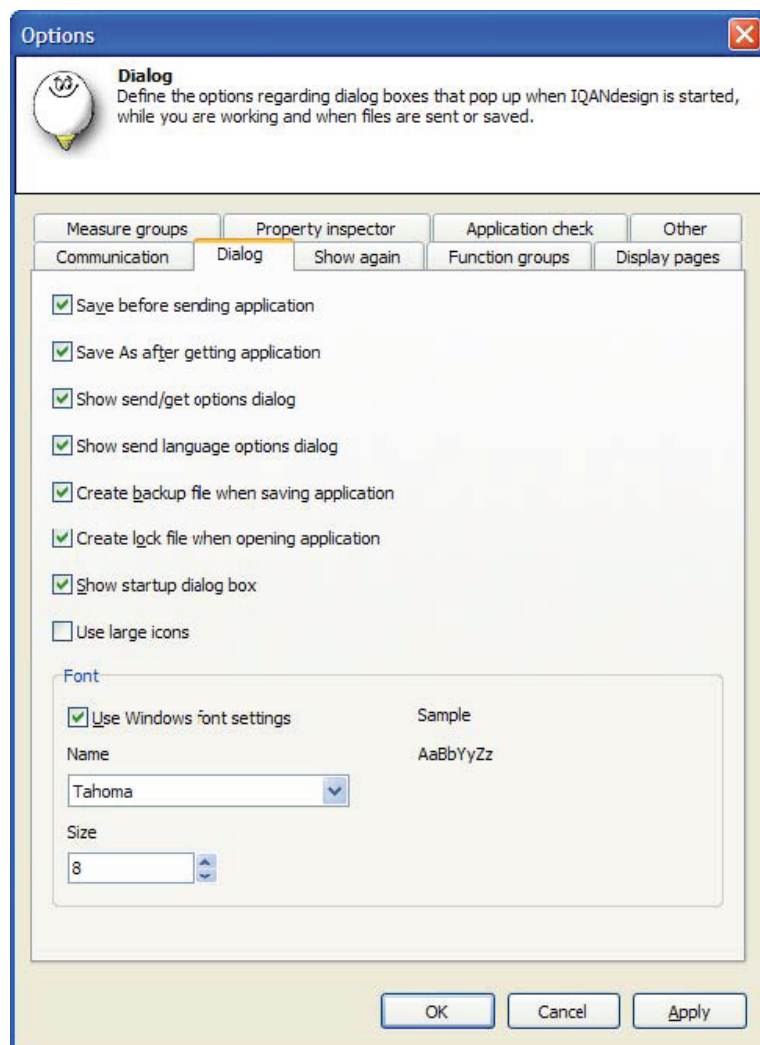 Options
Dialog
Define the options regarding dialog boxes that pop up when IQANdesign is started,
while you are working and when files are sent or saved.
Measure groups Property inspector Application check Other
Communication Dialog Show again Function groups Display pages
Save before sending application
Save As after getting application
Show send/get options dialog
Show send language options dialog
Create backup file when saving application
Create lock file when opening application
Show startup dialog box
Use large icons
Font
Use Windows font settings Sample
Name AaBbYyZz
Tahoma
Size
8
OK Cancel Apply